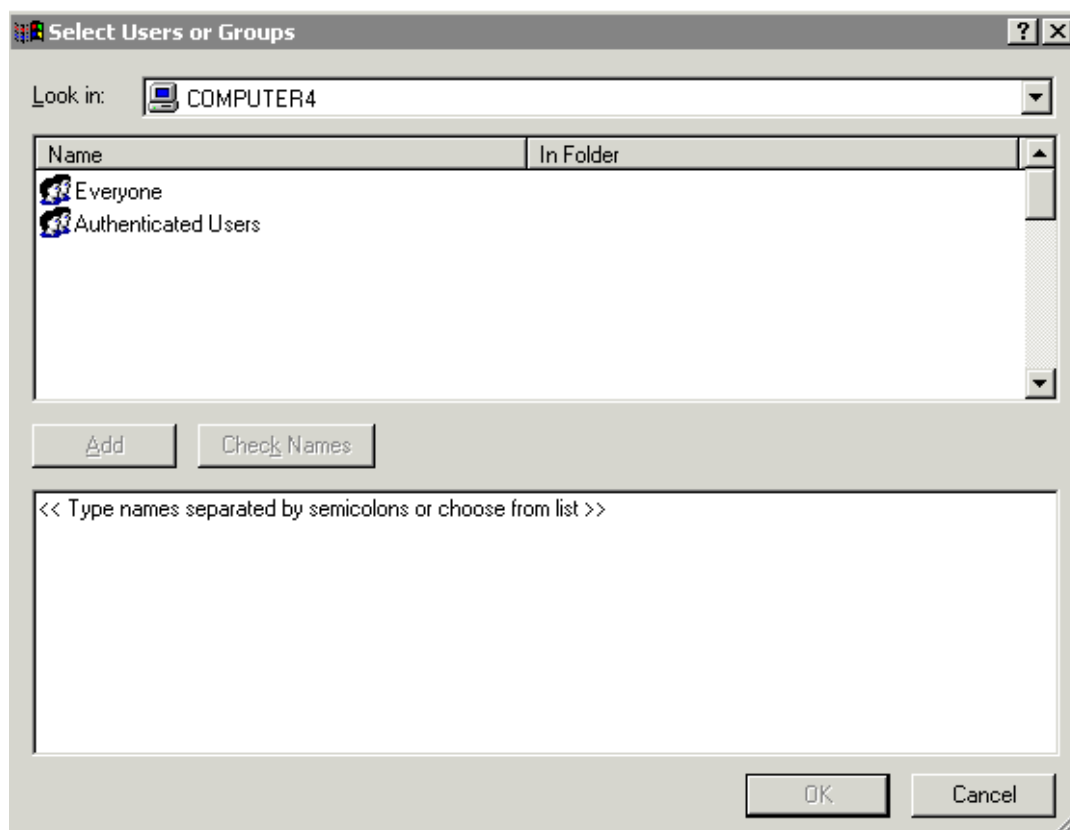 Select Users or Groups
Look in: COMPUTER4
Name In Folder
Everyone
Authenticated Users
Add Check Names
<< Type names separated by semicolons or choose from list >>
OK Cancel